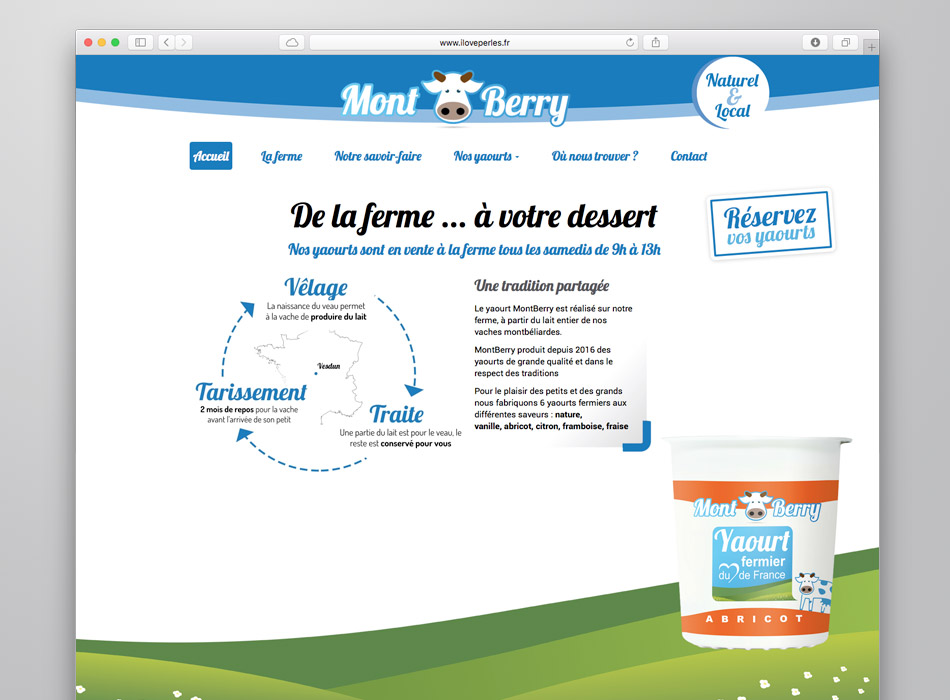 www.iloveperles.fr
Mont Berry
Naturel
&
Local
Accueil
La ferme
Notre savoir-faire
Nos yaourts -
Où nous trouver ?
Contact
De la ferme ... à votre dessert
Nos yaourts sont en vente à la ferme tous les samedis de 9h à 13h
Réservez
vos yaourts
Vêlage
La naissance du veau permet
à la vache de produire du lait
Vesdun
Tarissement
2 mois de repos pour la vache
avant l'arrivée de son petit
Traite
Une partie du lait est pour le veau, le
reste est conservé pour vous
Une tradition partagée
Le yaourt MontBerry est réalisé sur notre
ferme, à partir du lait entier de nos
vaches montbéliardes.
MontBerry produit depuis 2016 des
yaourts de grande qualité et dans le
respect des traditions
Pour le plaisir des petits et des grands
nous fabriquons 6 yaourts fermiers aux
différentes saveurs : nature,
vanille, abricot, citron, framboise, fraise
Mont Berry
Yaourt
fermier
du de France
ABRICOT